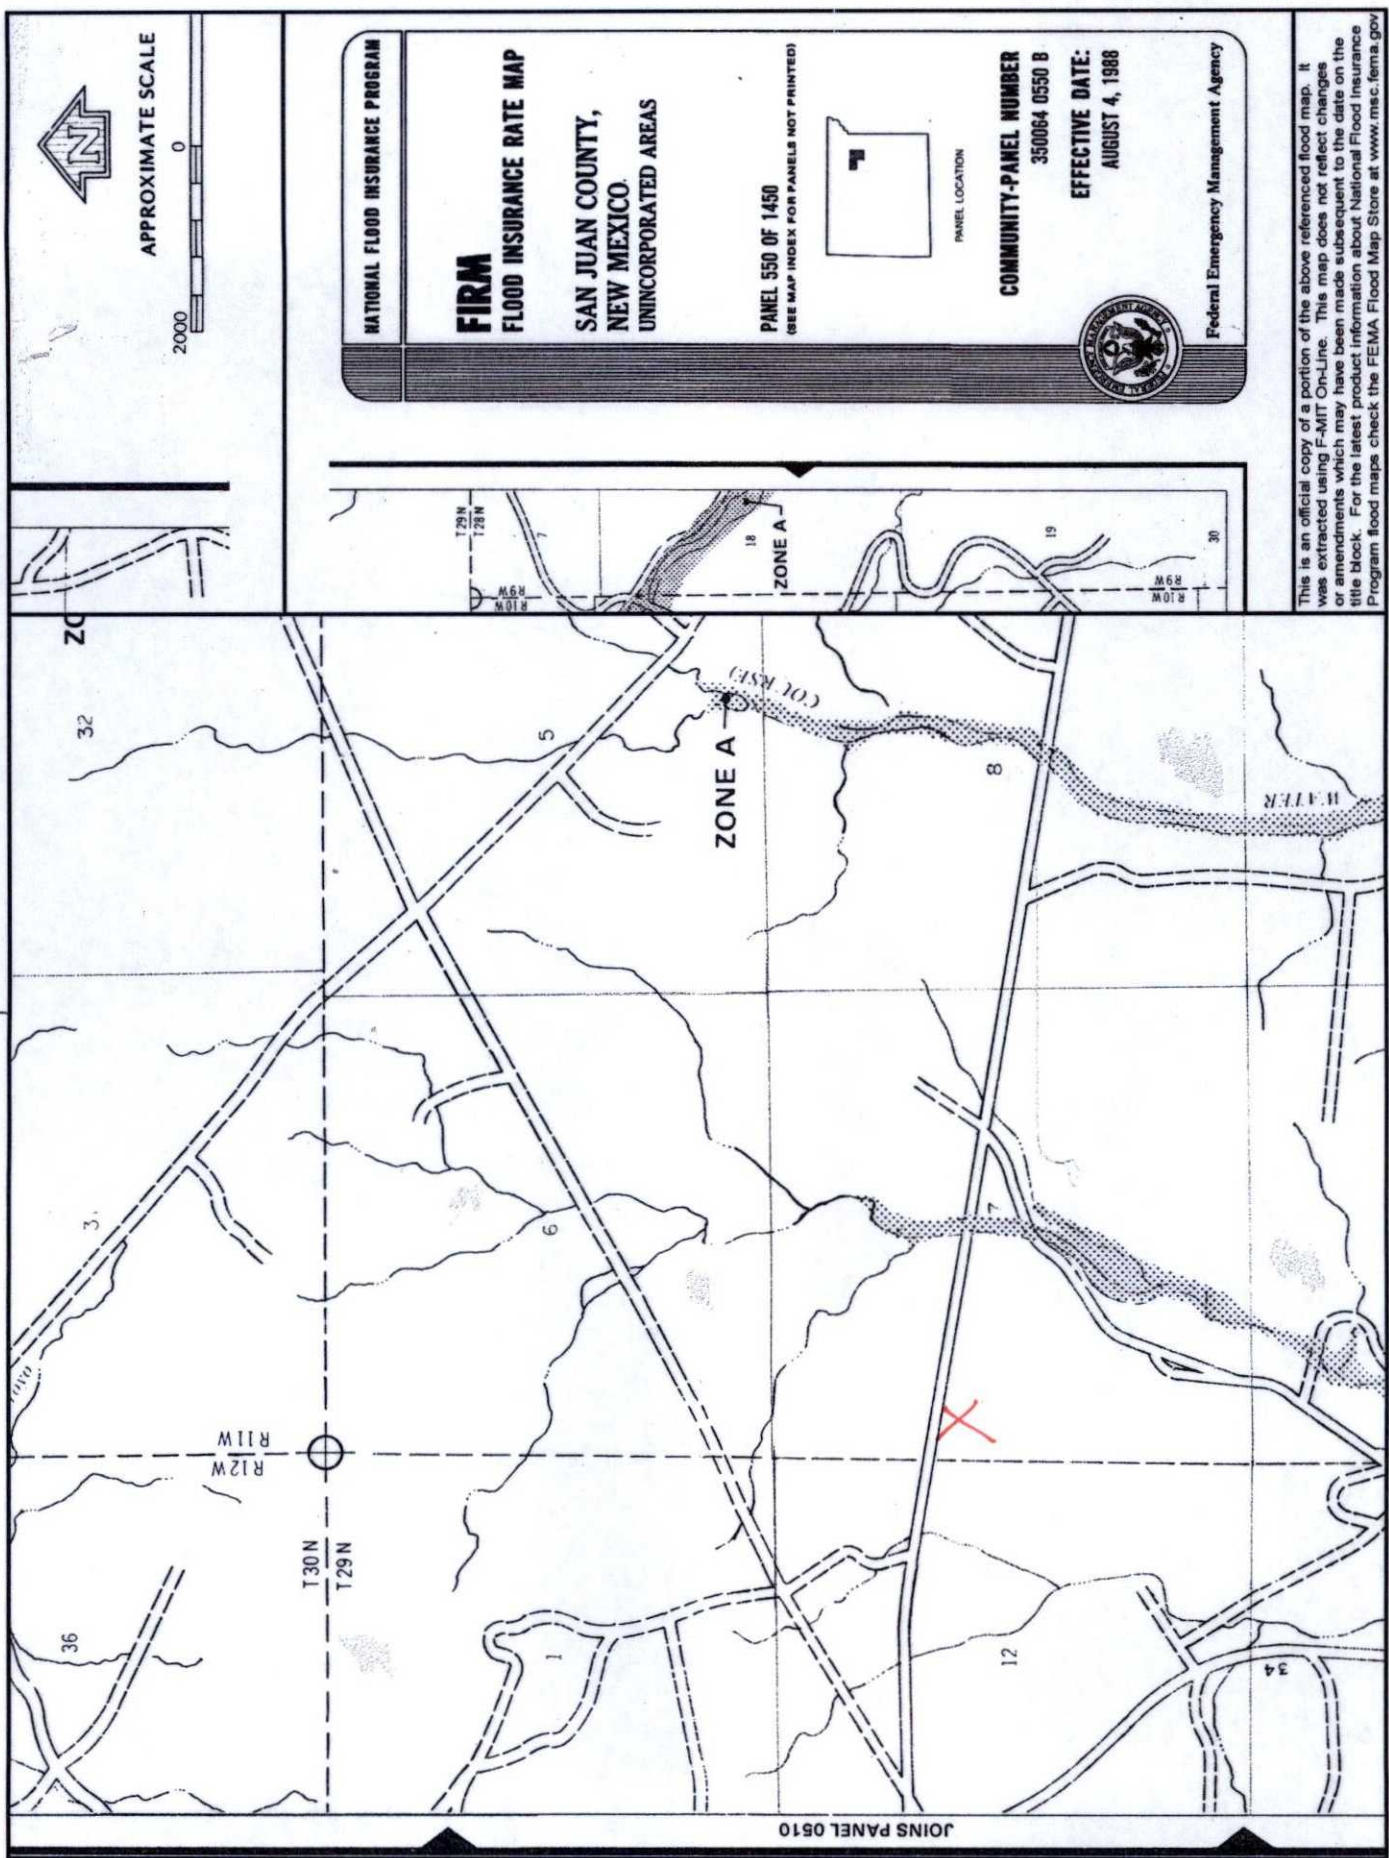 APPROXIMATE SCALE
2000
0
N
NATIONAL FLOOD INSURANCE PROGRAM
FIRM
FLOOD INSURANCE RATE MAP
SAN JUAN COUNTY,
NEW MEXICO
UNINCORPORATED AREAS
PANEL 550 OF 1450
(SEE MAP INDEX FOR PANELS NOT PRINTED)
PANEL LOCATION
COMMUNITY-PANEL NUMBER
350064 0550 B
EFFECTIVE DATE:
AUGUST 4, 1988
Federal Emergency Management Agency
This is an official copy of a portion of the above referenced flood map. It
was extracted using F-MIT On-Line. This map does not reflect changes
or amendments which may have been made subsequent to the date on the
title block. For the latest product information about National Flood Insurance
Program flood maps check the FEMA Flood Map Store at www.msc.fema.gov
T29N
T28N
7
R10W
R9W
18
ZONE A
19
R10W
R9W
30
32
5
COURSE)
ZONE A
8
WATER
3
6
7
R11W
R12W
T30N
T29N
36
1
12
34
JOINS PANEL 0510